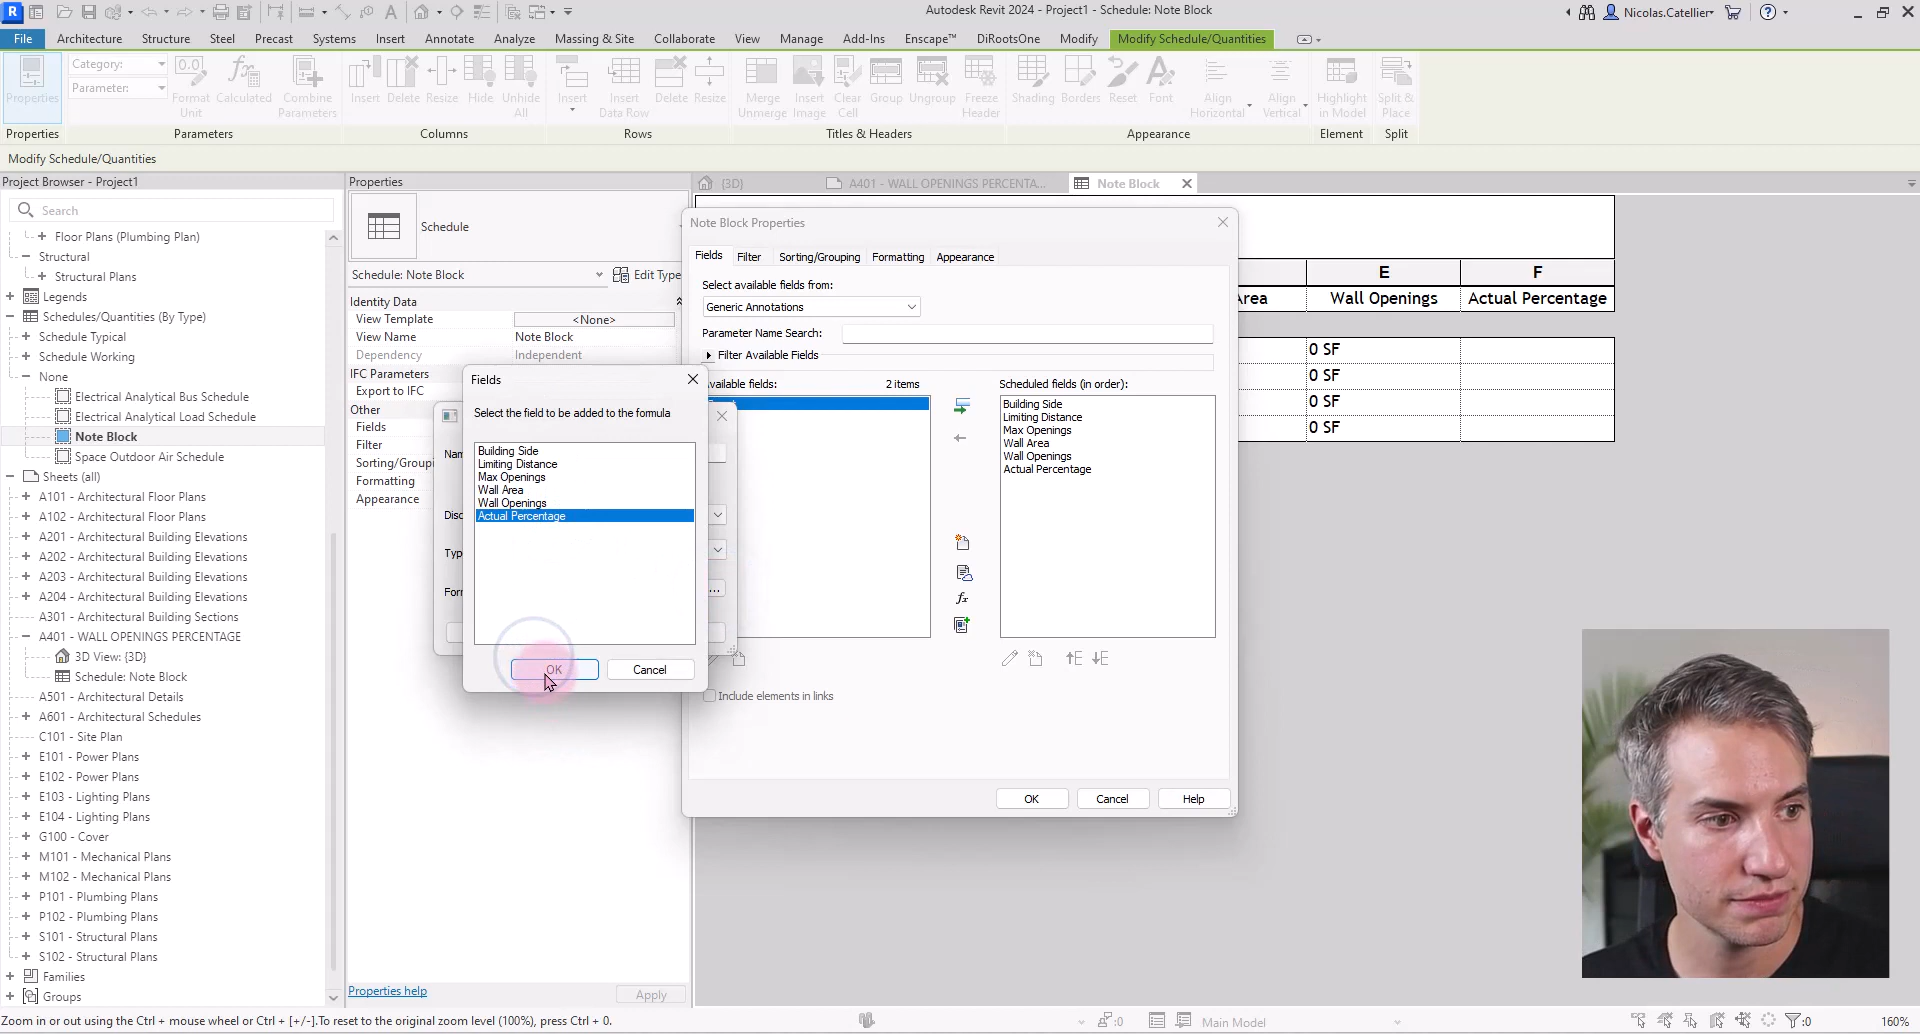 Autodesk Revit 2024 - Project1 - Schedule: Note Block
Nicolas.Catellier
File Architecture Structure Steel Precast Systems Insert Annotate Analyze Massing & Site Collaborate View Manage Add-Ins Enscape™ DiRootsOne Modify Modify Schedule/Quantities
Properties
Category:
Parameter:
Format Unit
Calculated
Combine Parameters
Insert Delete Resize Hide Unhide All
Insert
Insert Data Row
Delete Resize
Merge Unmerge
Insert Image
Clear Cell
Group Ungroup
Freeze Header
Shading Borders Reset Font
Align Horizontal
Align Vertical
Highlight in Model
Split & Place
Properties Parameters Columns Rows Titles & Headers Appearance Element Split
Modify Schedule/Quantities
Project Browser - Project1
Search
Floor Plans (Plumbing Plan)
Structural
Structural Plans
Legends
Schedules/Quantities (By Type)
Schedule Typical
Schedule Working
None
Electrical Analytical Bus Schedule
Electrical Analytical Load Schedule
Note Block
Space Outdoor Air Schedule
Sheets (all)
A101 - Architectural Floor Plans
A102 - Architectural Floor Plans
A201 - Architectural Building Elevations
A202 - Architectural Building Elevations
A203 - Architectural Building Elevations
A204 - Architectural Building Elevations
A301 - Architectural Building Sections
A401 - WALL OPENINGS PERCENTAGE
3D View: {3D}
Schedule: Note Block
A501 - Architectural Details
A601 - Architectural Schedules
C101 - Site Plan
E101 - Power Plans
E102 - Power Plans
E103 - Lighting Plans
E104 - Lighting Plans
G100 - Cover
M101 - Mechanical Plans
M102 - Mechanical Plans
P101 - Plumbing Plans
P102 - Plumbing Plans
S101 - Structural Plans
S102 - Structural Plans
Families
Groups
Properties
Schedule
Schedule: Note Block
Edit Type
Identity Data
View Template <None>
View Name Note Block
Dependency Independent
IFC Parameters
Export to IFC
Other
Fields
Filter
Sorting/Groupi
Formatting
Appearance
Properties help
Apply
Fields
Select the field to be added to the formula
Building Side
Limiting Distance
Max Openings
Wall Area
Wall Openings
Actual Percentage
OK Cancel
Nam
Disc
Typ
Form
...
{3D}
A401 - WALL OPENINGS PERCENTA...
Note Block
Note Block Properties
Fields Filter Sorting/Grouping Formatting Appearance
Select available fields from:
Generic Annotations
Parameter Name Search:
Filter Available Fields
vailable fields: 2 items
Scheduled fields (in order):
Building Side
Limiting Distance
Max Openings
Wall Area
Wall Openings
Actual Percentage
fx
Include elements in links
OK Cancel Help
E F
Area Wall Openings Actual Percentage
0 SF
0 SF
0 SF
0 SF
Zoom in or out using the Ctrl + mouse wheel or Ctrl + [+/-].To reset to the original zoom level (100%), press Ctrl + 0.
:0
Main Model
:0
160%